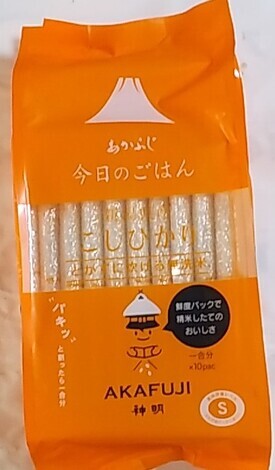 あかふじ
今日のごはん
こしひかり
"パキッ"
と割ったら一合分
鮮度パックで
精米したての
おいしさ
一合分
×10pac
AKAFUJI
神明
S